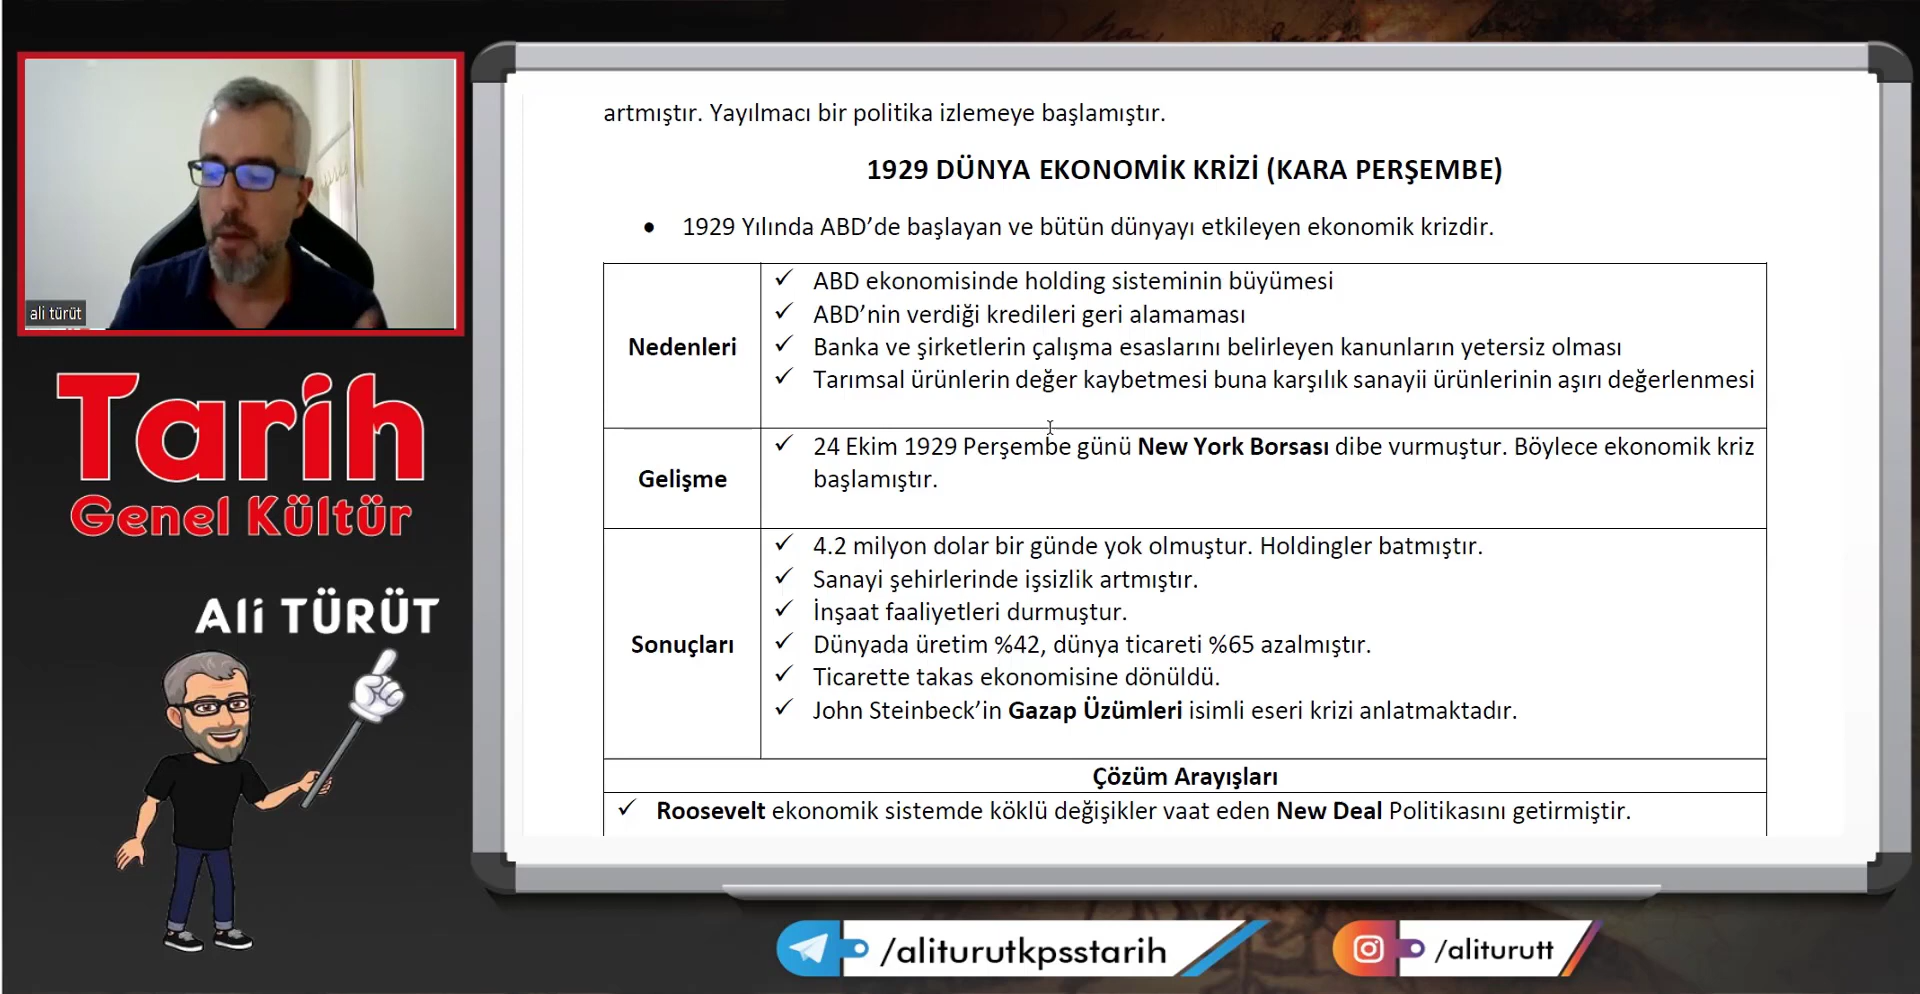 artmıştır. Yayılmacı bir politika izlemeye başlamıştır.
1929 DÜNYA EKONOMİK KRİZİ (KARA PERŞEMBE)
• 1929 Yılında ABD’de başlayan ve bütün dünyayı etkileyen ekonomik krizdir.
Nedenleri
✓ ABD ekonomisinde holding sisteminin büyümesi
✓ ABD’nin verdiği kredileri geri alamaması
✓ Banka ve şirketlerin çalışma esaslarını belirleyen kanunların yetersiz olması
✓ Tarımsal ürünlerin değer kaybetmesi buna karşılık sanayii ürünlerinin aşırı değerlenmesi
Gelişme
✓ 24 Ekim 1929 Perşembe günü New York Borsası dibe vurmuştur. Böylece ekonomik kriz
başlamıştır.
Sonuçları
✓ 4.2 milyon dolar bir günde yok olmuştur. Holdingler batmıştır.
✓ Sanayi şehirlerinde işsizlik artmıştır.
✓ İnşaat faaliyetleri durmuştur.
✓ Dünyada üretim %42, dünya ticareti %65 azalmıştır.
✓ Ticarette takas ekonomisine dönüldü.
✓ John Steinbeck’in Gazap Üzümleri isimli eseri krizi anlatmaktadır.
Çözüm Arayışları
✓ Roosevelt ekonomik sistemde köklü değişikler vaat eden New Deal Politikasını getirmiştir.
ali türüt
Tarih
Genel Kültür
Ali TÜRÜT
/aliturutkpsstarih
/aliturutt